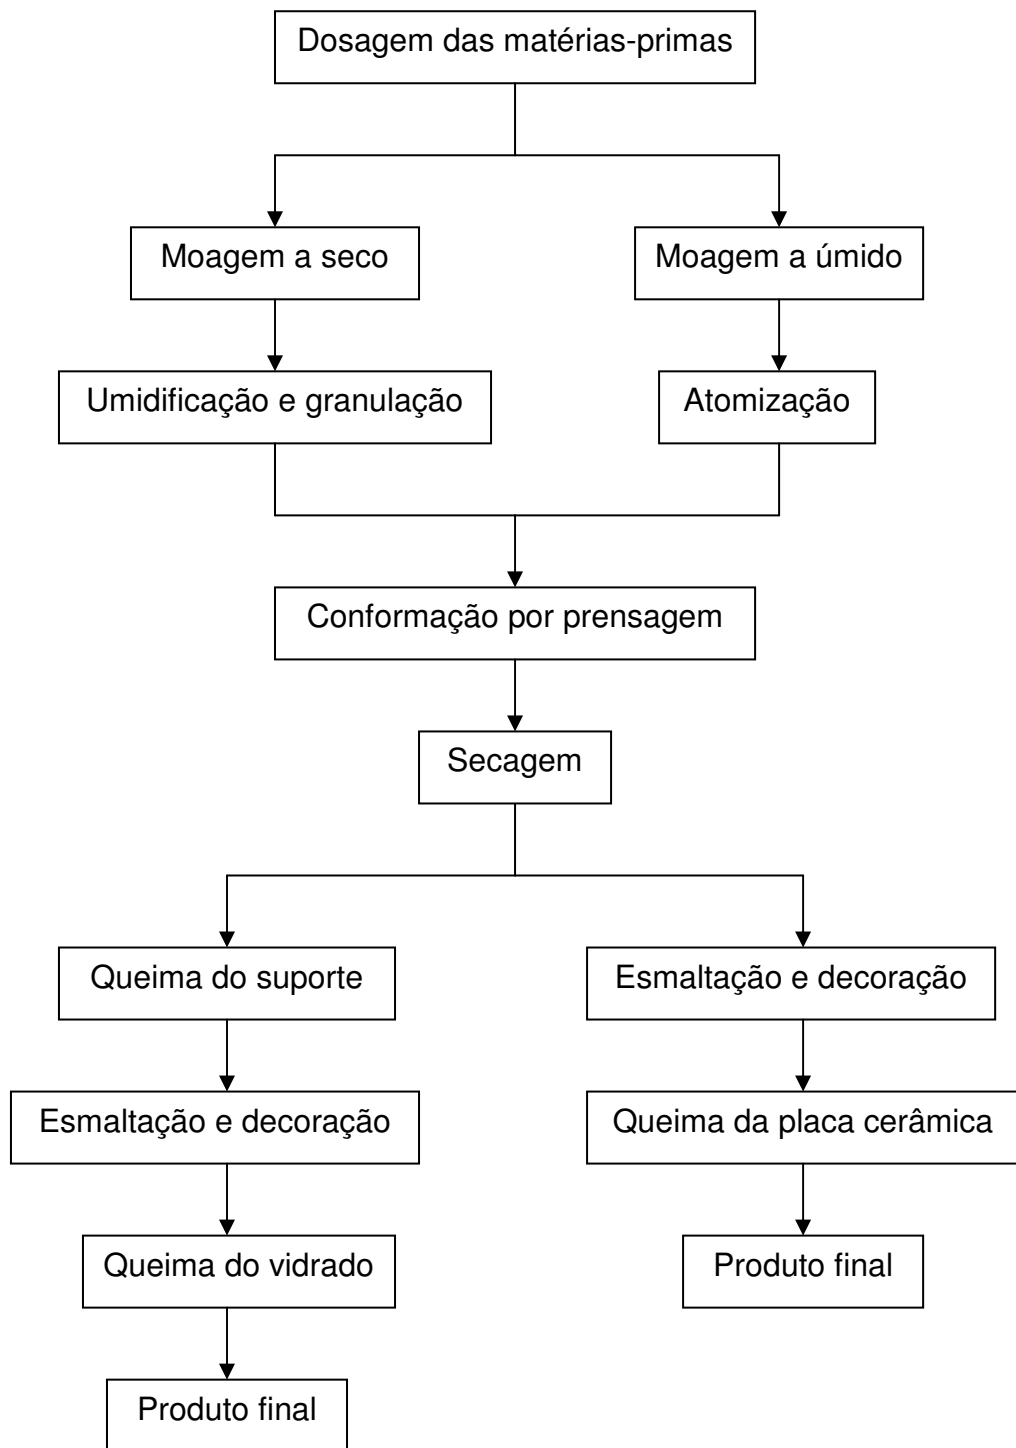 Dosagem das matérias-primas
Moagem a seco
Moagem a úmido
Umidificação e granulação
Atomização
Conformação por prensagem
Secagem
Queima do suporte
Esmaltação e decoração
Esmaltação e decoração
Queima da placa cerâmica
Queima do vidrado
Produto final
Produto final